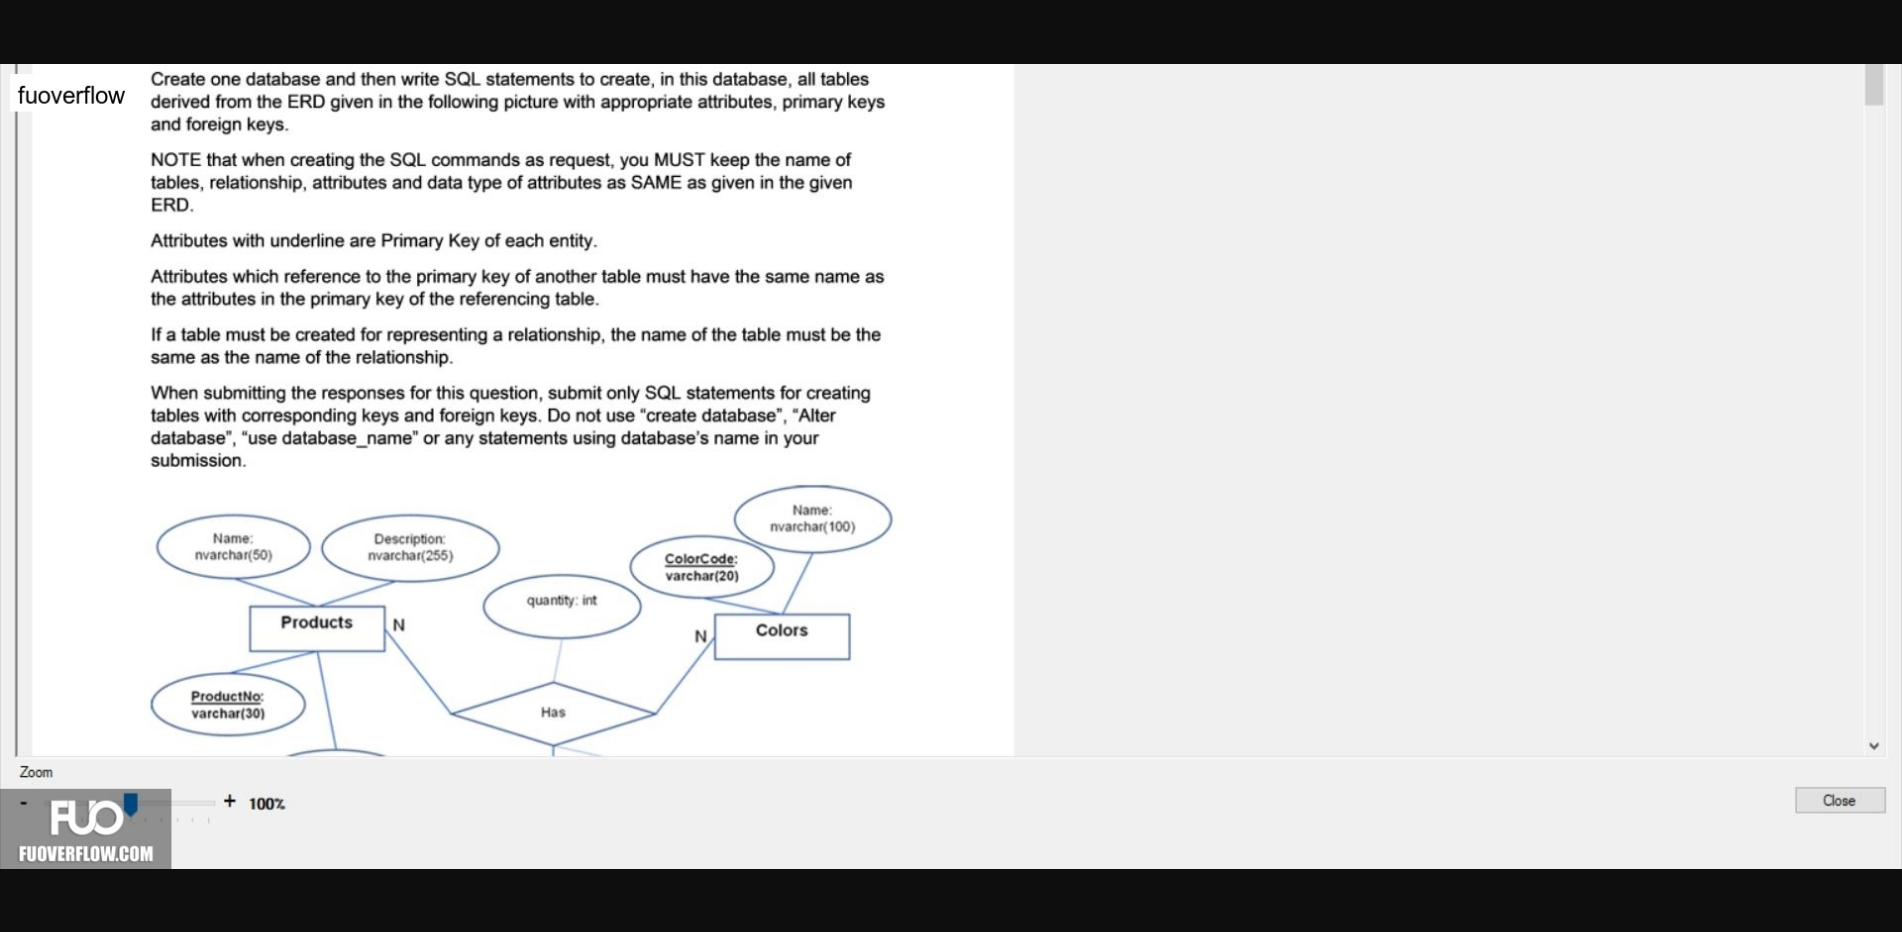 fuoverflow
Create one database and then write SQL statements to create, in this database, all tables
derived from the ERD given in the following picture with appropriate attributes, primary keys
and foreign keys.
NOTE that when creating the SQL commands as request, you MUST keep the name of
tables, relationship, attributes and data type of attributes as SAME as given in the given
ERD.
Attributes with underline are Primary Key of each entity.
Attributes which reference to the primary key of another table must have the same name as
the attributes in the primary key of the referencing table.
If a table must be created for representing a relationship, the name of the table must be the
same as the name of the relationship.
When submitting the responses for this question, submit only SQL statements for creating
tables with corresponding keys and foreign keys. Do not use “create database”, “Alter
database”, “use database_name” or any statements using database’s name in your
submission.
Name:
nvarchar(50)
Description:
nvarchar(255)
Name:
nvarchar(100)
ColorCode:
varchar(20)
quantity: int
Products
N
N
Colors
ProductNo:
varchar(30)
Has
Zoom
- + 100%
Close
FUO
FUOVERFLOW.COM